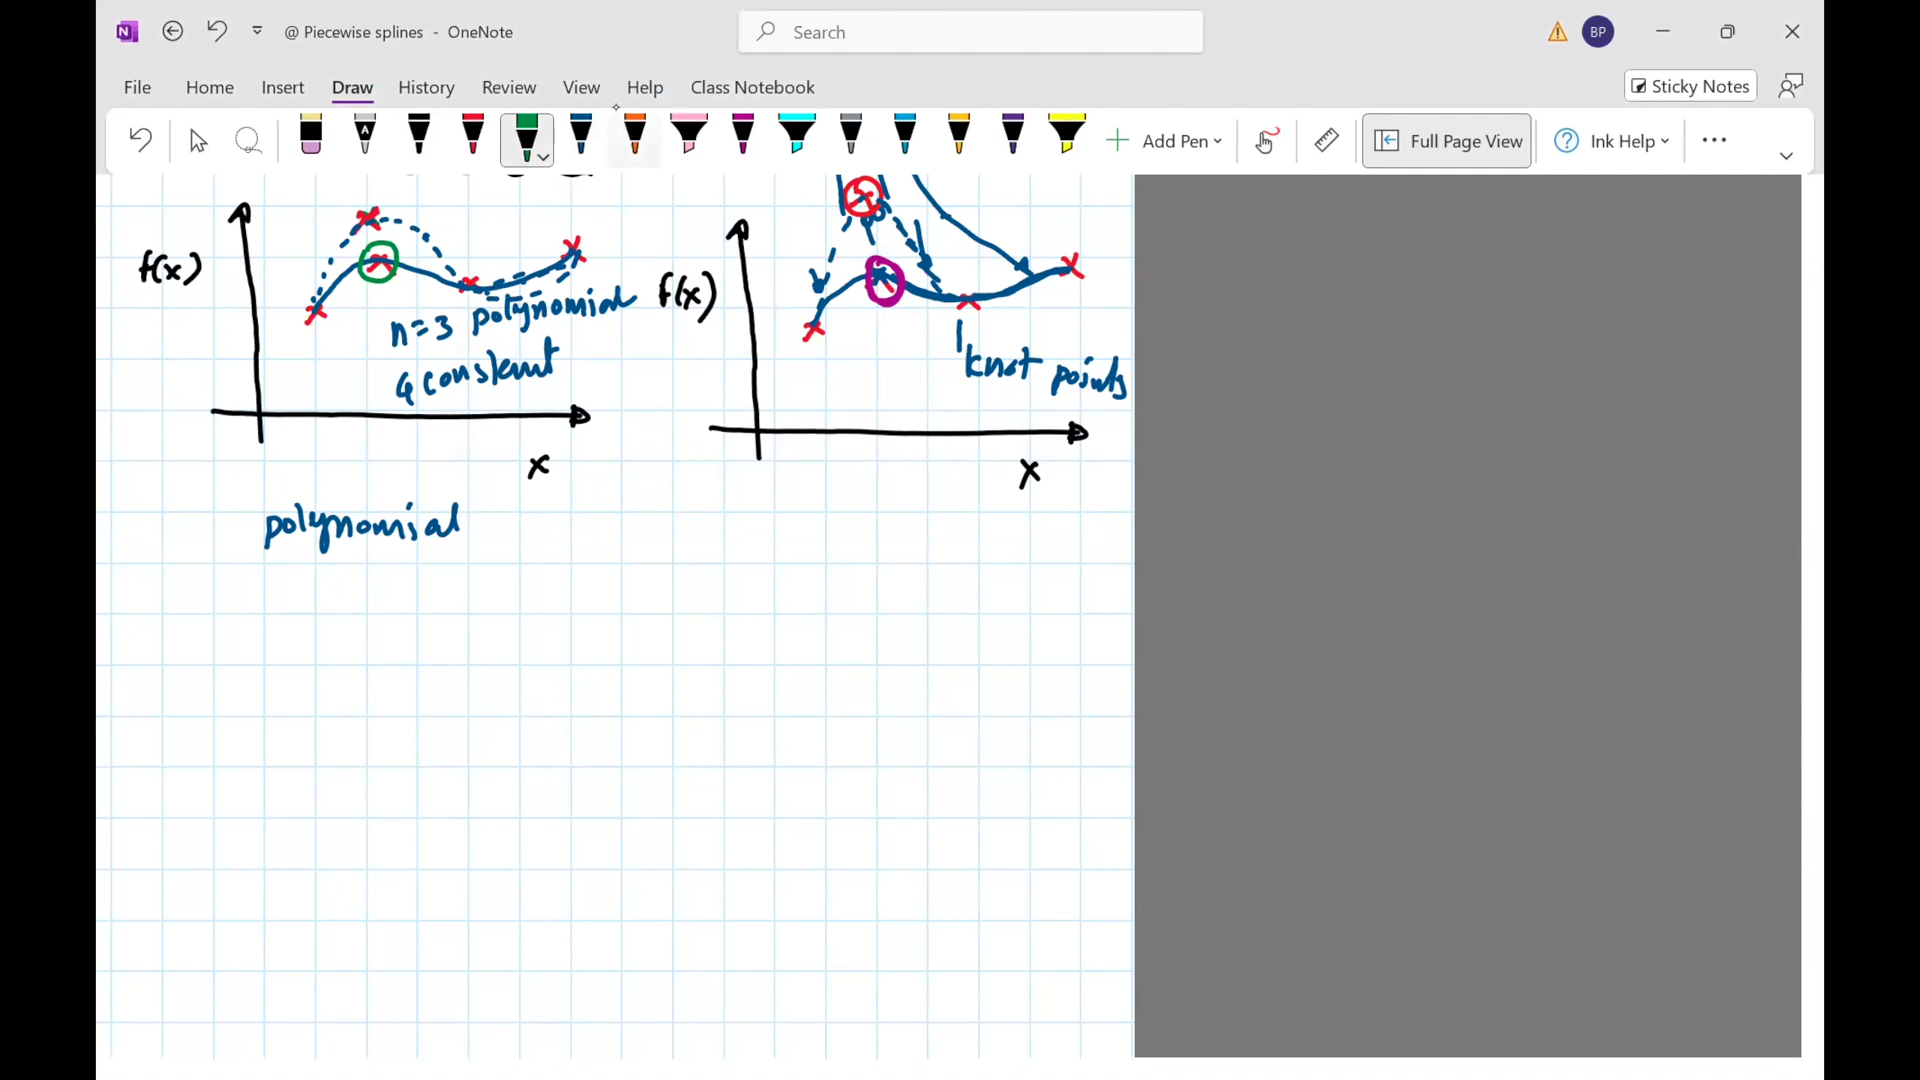 @ Piecewise splines - OneNote
Search
BP
File Home Insert Draw History Review View Help Class Notebook
Sticky Notes
A
Add Pen
Full Page View
Ink Help
f(x)
n=3 polynomial
4 constant
x
polynomial
f(x)
knot points
x